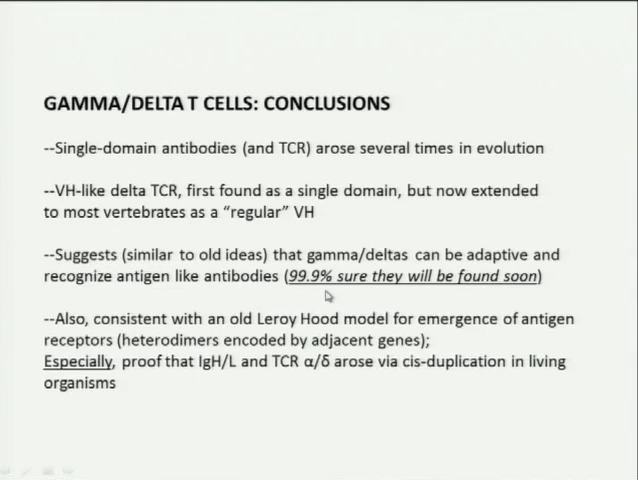 GAMMA/DELTA T CELLS: CONCLUSIONS
--Single-domain antibodies (and TCR) arose several times in evolution
--VH-like delta TCR, first found as a single domain, but now extended
to most vertebrates as a “regular” VH
--Suggests (similar to old ideas) that gamma/deltas can be adaptive and
recognize antigen like antibodies (99.9% sure they will be found soon)
--Also, consistent with an old Leroy Hood model for emergence of antigen
receptors (heterodimers encoded by adjacent genes);
Especially, proof that IgH/L and TCR α/δ arose via cis-duplication in living
organisms